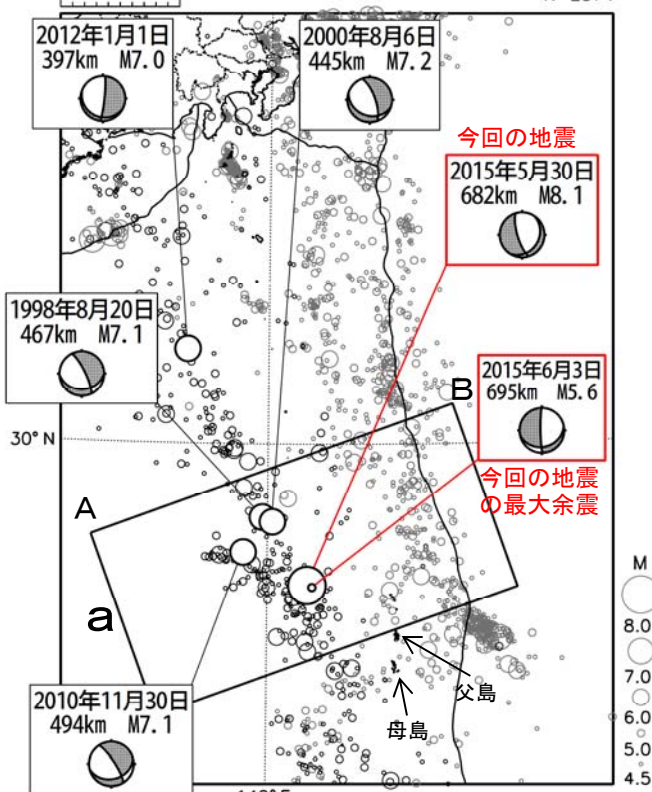 2012年1月1日
397km M7.0
2000年8月6日
445km M7.2
今回の地震
2015年5月30日
682km M8.1
1998年8月20日
467km M7.1
B
2015年6月3日
695km M5.6
30°N
今回の地震
の最大余震
A
a
M
8.0
7.0
6.0
5.0
4.5
父島
母島
2010年11月30日
494km M7.1